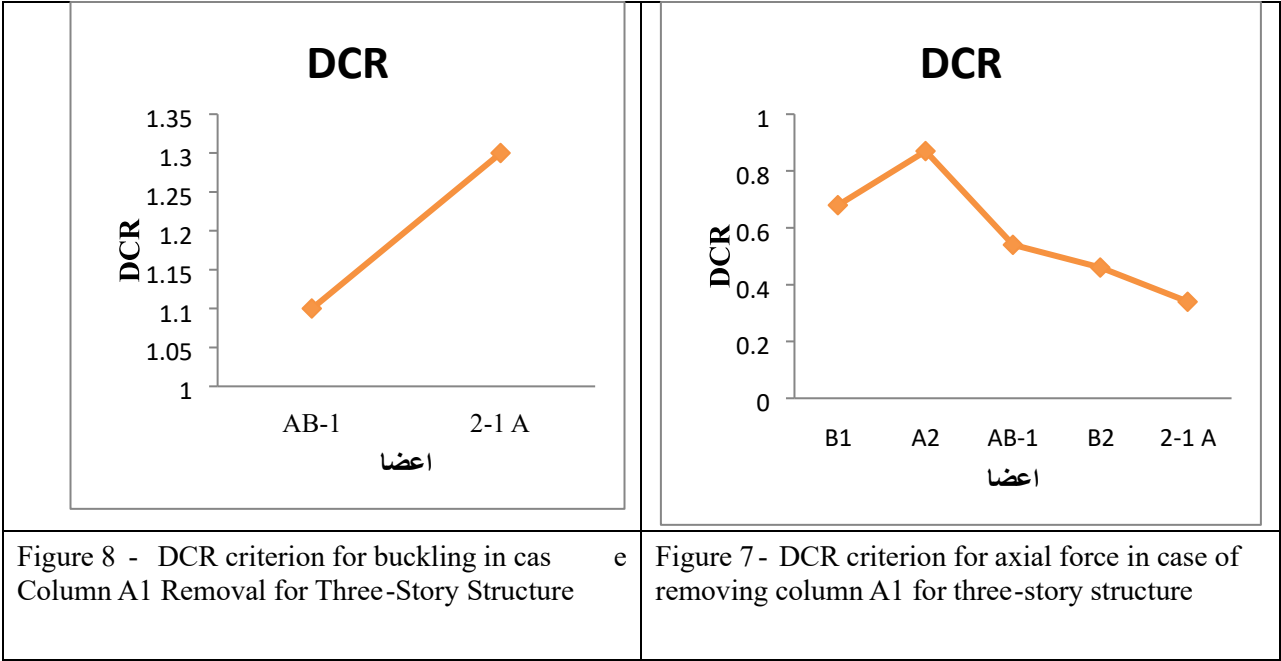 DCR
1.35
1.3
1.25
1.2
1.15
1.1
1.05
1
DCR
AB-1 2-1 A
اعضا
Figure 8 - DCR criterion for buckling in cas e
Column A1 Removal for Three-Story Structure
DCR
1
0.8
0.6
0.4
0.2
0
DCR
B1 A2 AB-1 B2 2-1 A
اعضا
Figure 7- DCR criterion for axial force in case of
removing column A1 for three-story structure